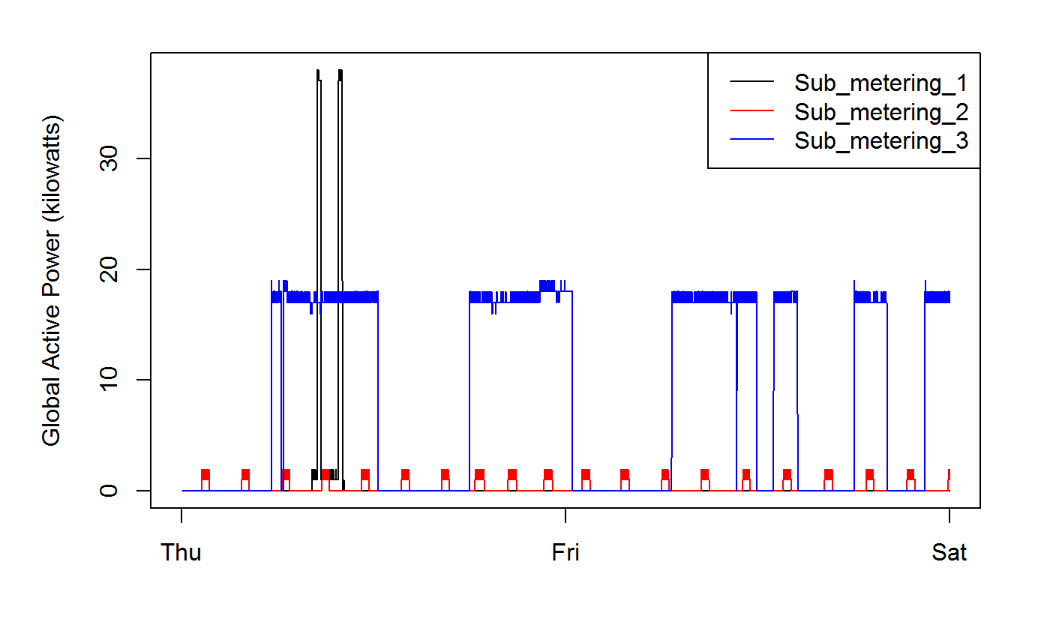 Sub_metering_1
Sub_metering_2
Sub_metering_3
Global Active Power (kilowatts)
30
20
10
0
Thu Fri Sat